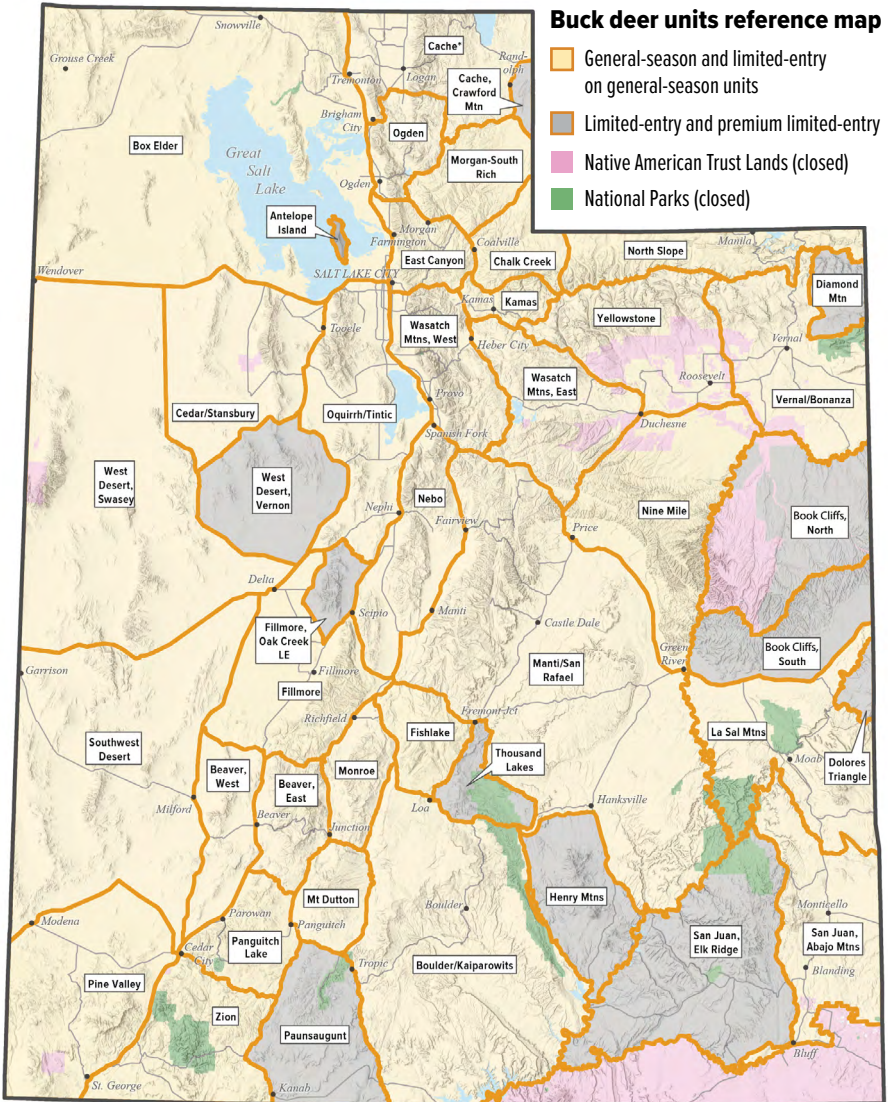 Buck deer units reference map
General-season and limited-entry
on general-season units
Limited-entry and premium limited-entry
Native American Trust Lands (closed)
National Parks (closed)
Snowville
Grouse Creek
Cache*
Rand-
olph
Tremonton
Logan
Cache,
Crawford
Mtn
Brigham
City
Ogden
Box Elder
Great
Salt
Lake
Morgan-South
Rich
Ogden
Antelope
Island
Morgan
Farmington
Coalville
North Slope
Manila
East Canyon
Chalk Creek
Wendover
SALT LAKE CITY
Diamond
Mtn
Kamas
Kamas
Yellowstone
Tooele
Wasatch
Mtns, West
Heber City
Vernal
Wasatch
Mtns, East
Roosevelt
Provo
Vernal/Bonanza
Cedar/Stansbury
Oquirrh/Tintic
Duchesne
Spanish Fork
West
Desert,
Swasey
West
Desert,
Vernon
Nebo
Nephi
Nine Mile
Book Cliffs,
North
Fairview
Price
Delta
Scipio
Manti
Castle Dale
Fillmore,
Oak Creek
LE
Green
River
Book Cliffs,
South
Garrison
Fillmore
Manti/San
Rafael
Fillmore
Richfield
Fremont Jct
Southwest
Desert
Fishlake
La Sal Mtns
Thousand
Lakes
Moab
Dolores
Triangle
Beaver,
West
Beaver,
East
Monroe
Milford
Loa
Hanksville
Beaver
Junction
Mt Dutton
Henry Mtns
Boulder
Monticello
Modena
Parowan
Panguitch
San Juan,
Elk Ridge
San Juan,
Abajo Mtns
Panguitch
Lake
Cedar
City
Tropic
Boulder/Kaiparowits
Blanding
Pine Valley
Zion
Paunsaugunt
Bluff
St. George
Kanab